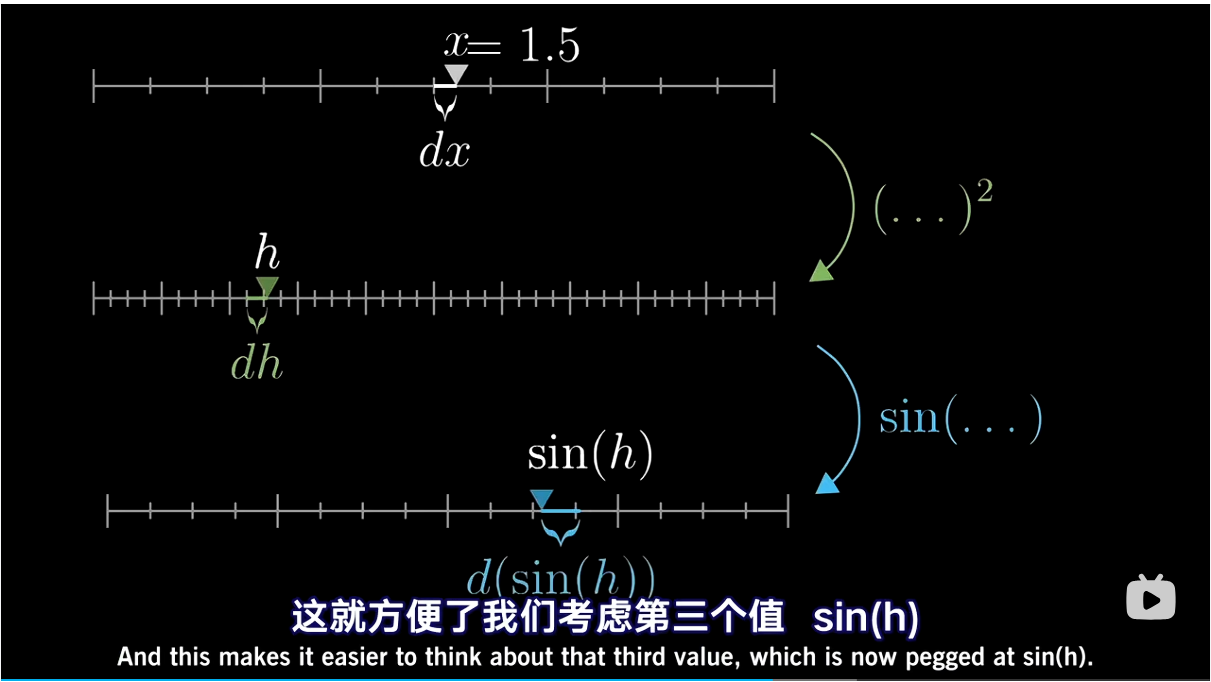 x = 1.5
dx
(...)²
h
dh
sin(...)
sin(h)
d(sin(h))
这就方便了我们考虑第三个值 sin(h)
And this makes it easier to think about that third value, which is now pegged at sin(h).